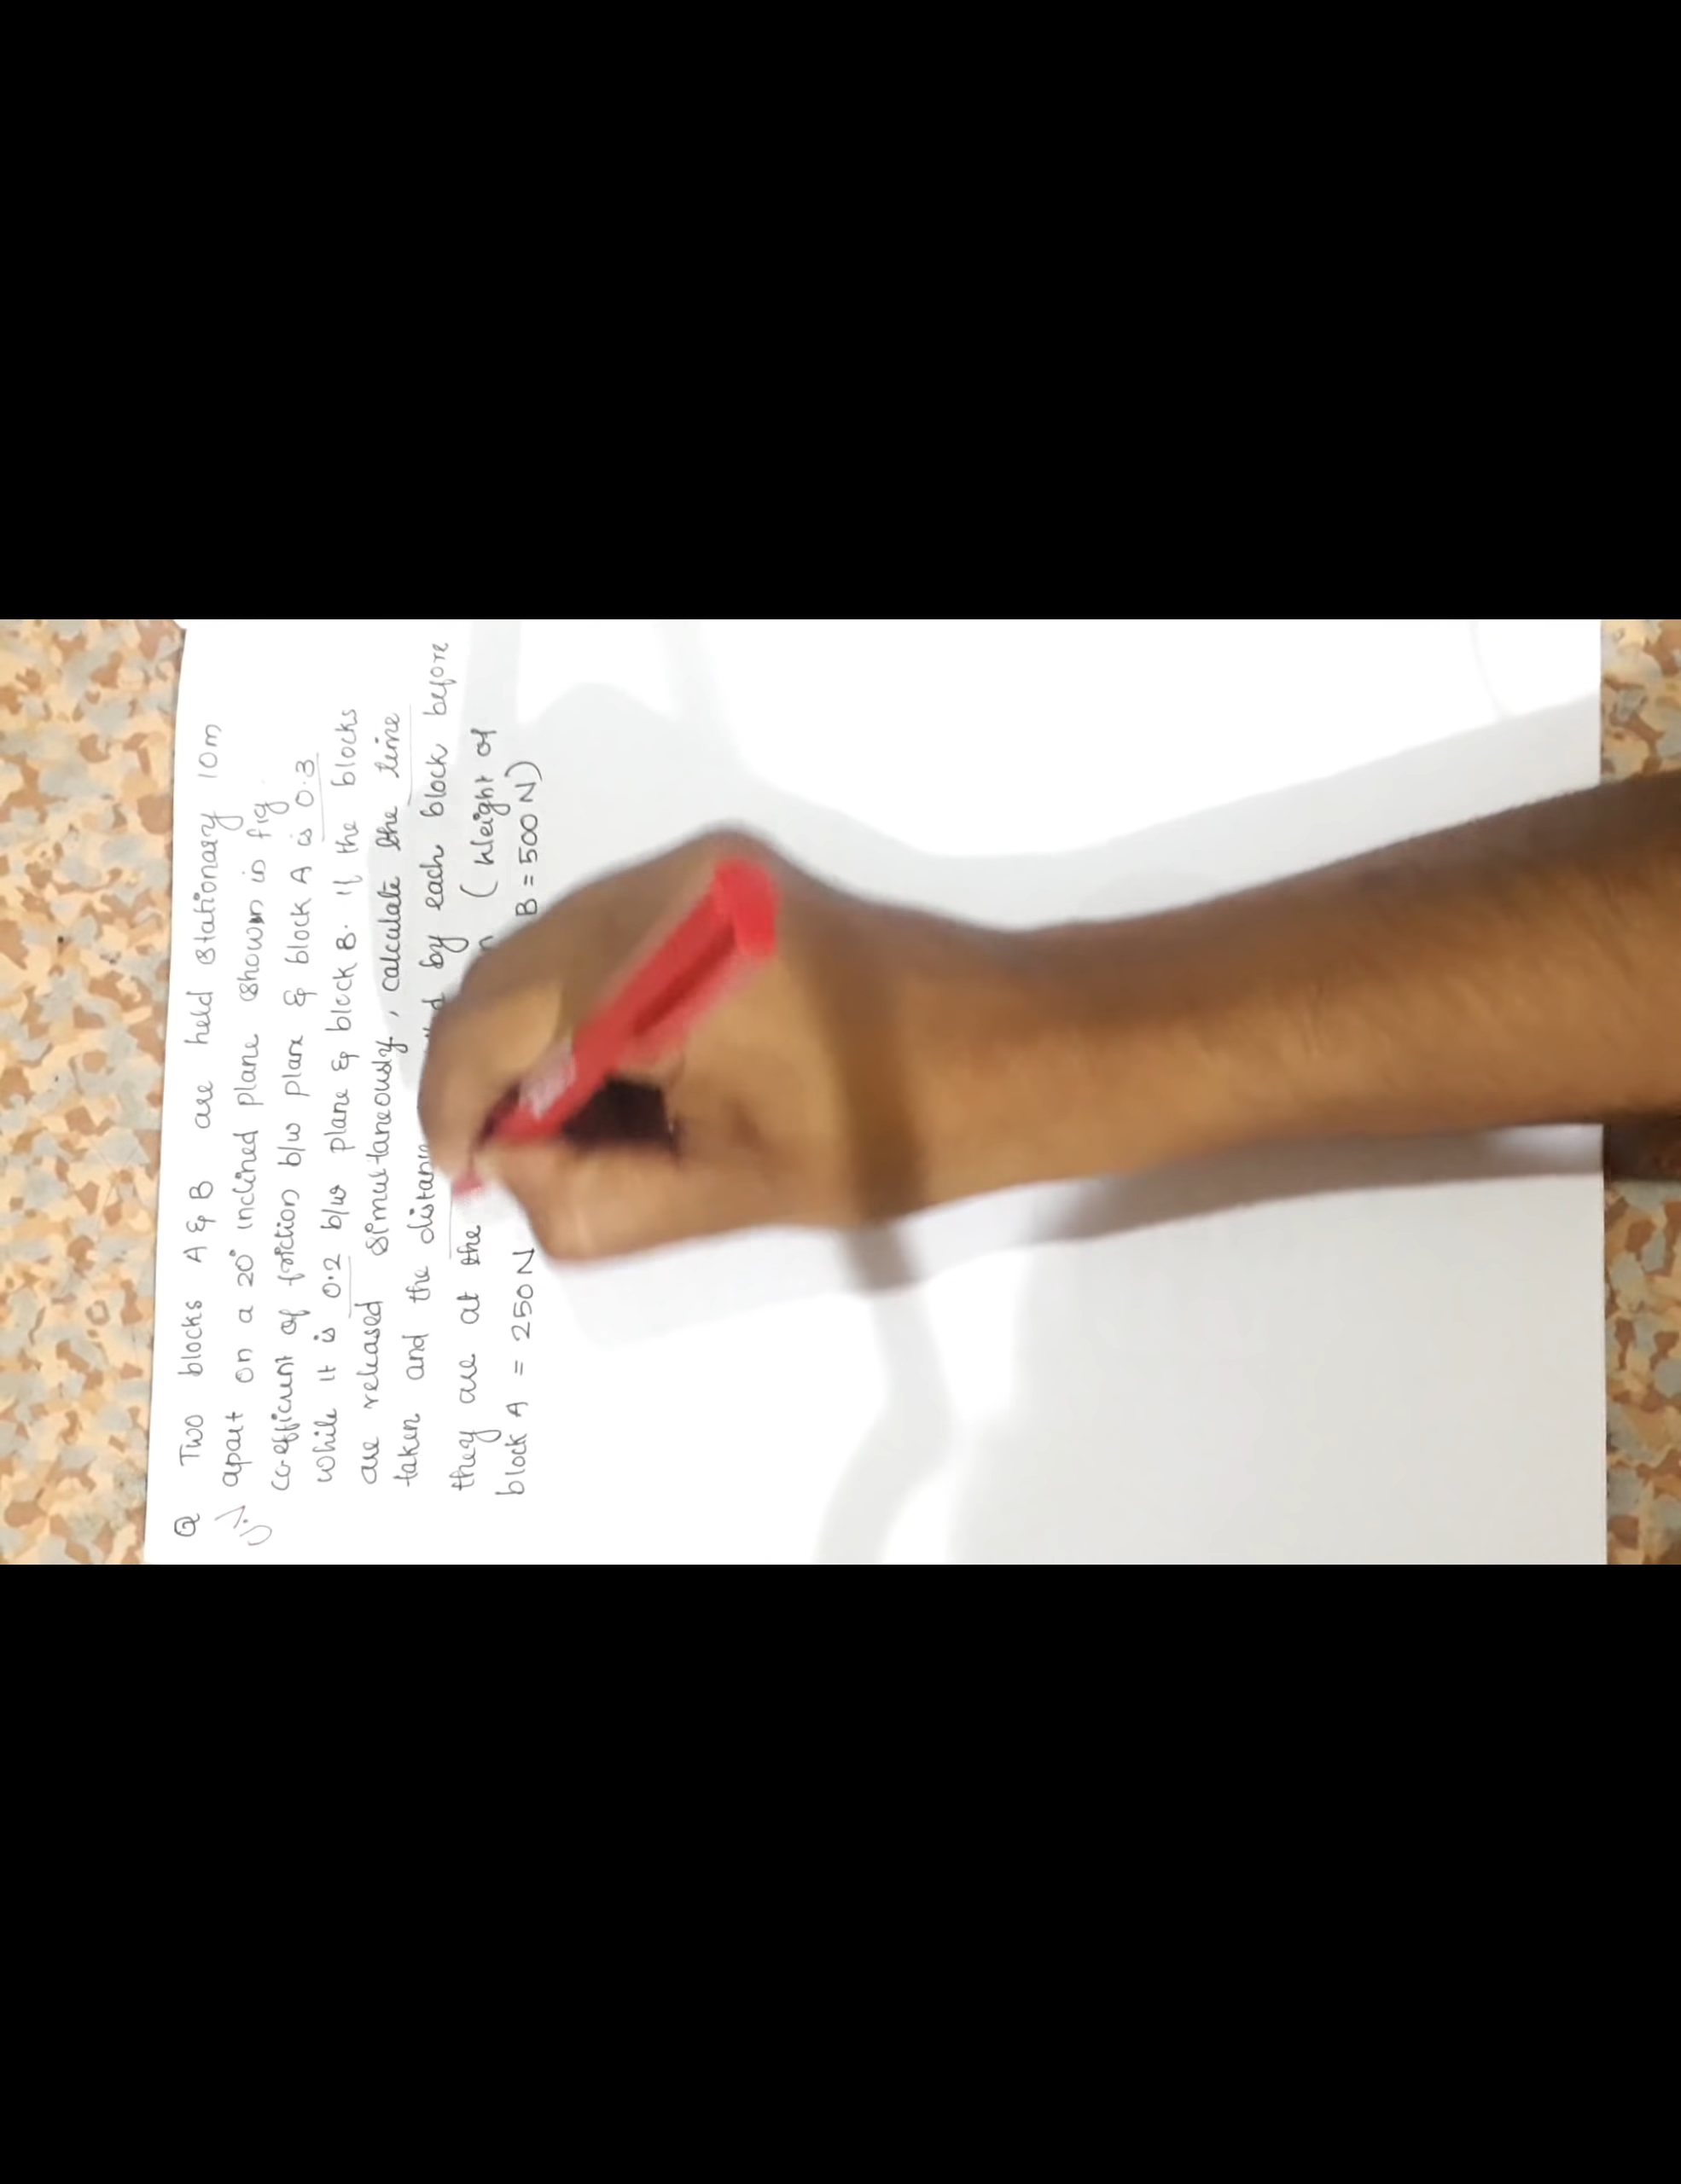 Q Two blocks A & B are held stationary 10m
apart on a 20° inclined plane shown in fig.
co-efficient of friction b/w plane & block A is 0.3
while it is 0.2 b/w plane & block B. If the blocks
are released simultaneously, calculate the time
taken and the distance by each block before
they are at the (Weight of
block A = 250 N B = 500 N)